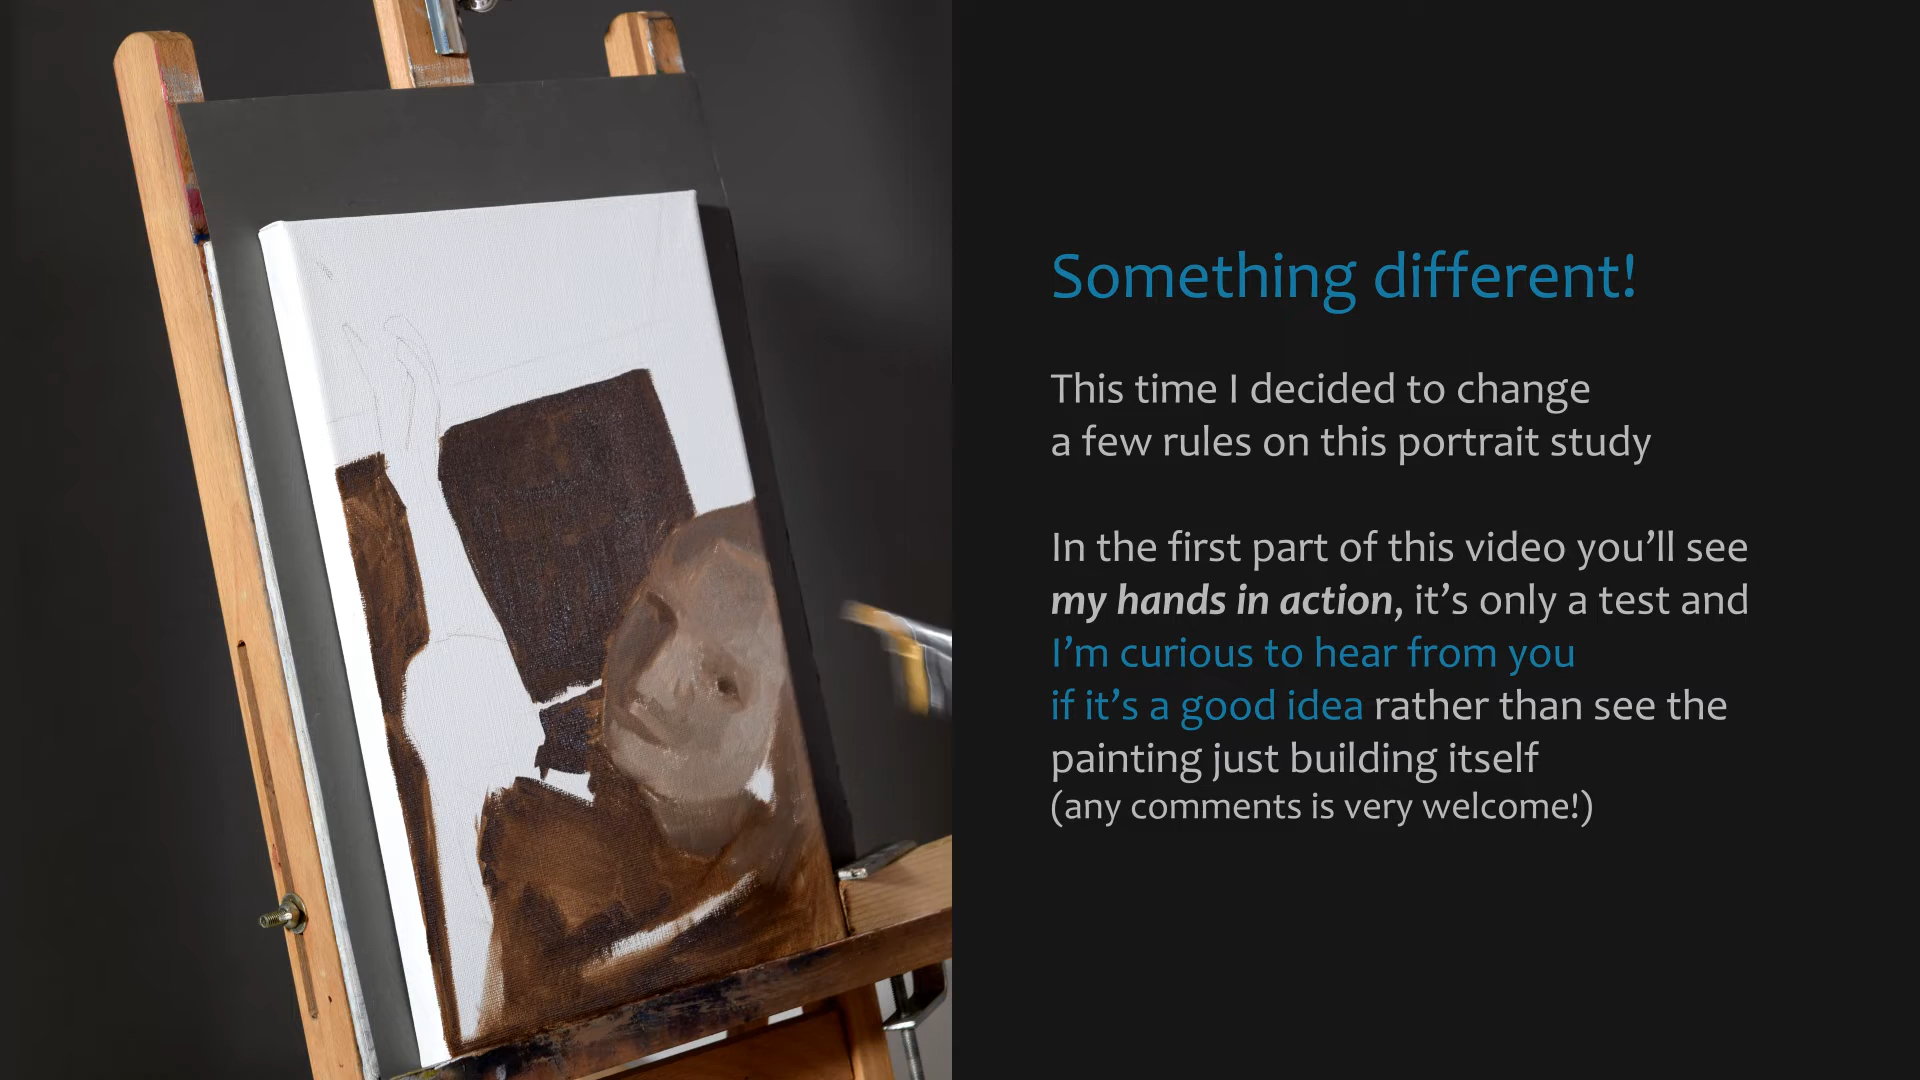 Something different!
This time I decided to change
a few rules on this portrait study
In the first part of this video you’ll see
my hands in action, it’s only a test and
I’m curious to hear from you
if it’s a good idea rather than see the
painting just building itself
(any comments is very welcome!)